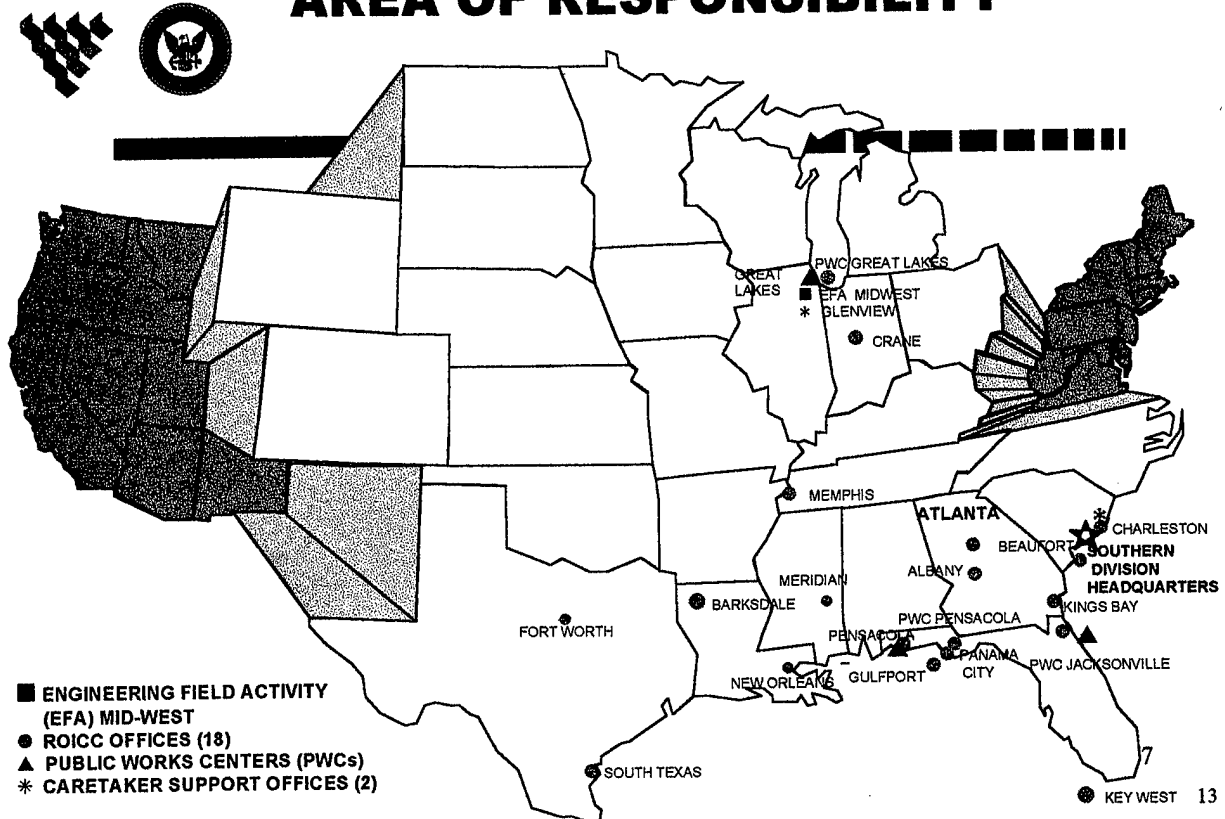 AREA OF RESPONSIBILITY
PWC GREAT LAKES
GREAT
LAKES
EFA MIDWEST
* GLENVIEW
CRANE
MEMPHIS
ATLANTA
CHARLESTON
BEAUFORT
SOUTHERN
DIVISION
HEADQUARTERS
ALBANY
MERIDIAN
BARKSDALE
KINGS BAY
FORT WORTH
PWC PENSACOLA
PENSACOLA
PANAMA
CITY
PWC JACKSONVILLE
NEW ORLEANS
GULFPORT
■ ENGINEERING FIELD ACTIVITY
(EFA) MID-WEST
● ROICC OFFICES (18)
▲ PUBLIC WORKS CENTERS (PWCs)
* CARETAKER SUPPORT OFFICES (2)
SOUTH TEXAS
7
KEY WEST 13